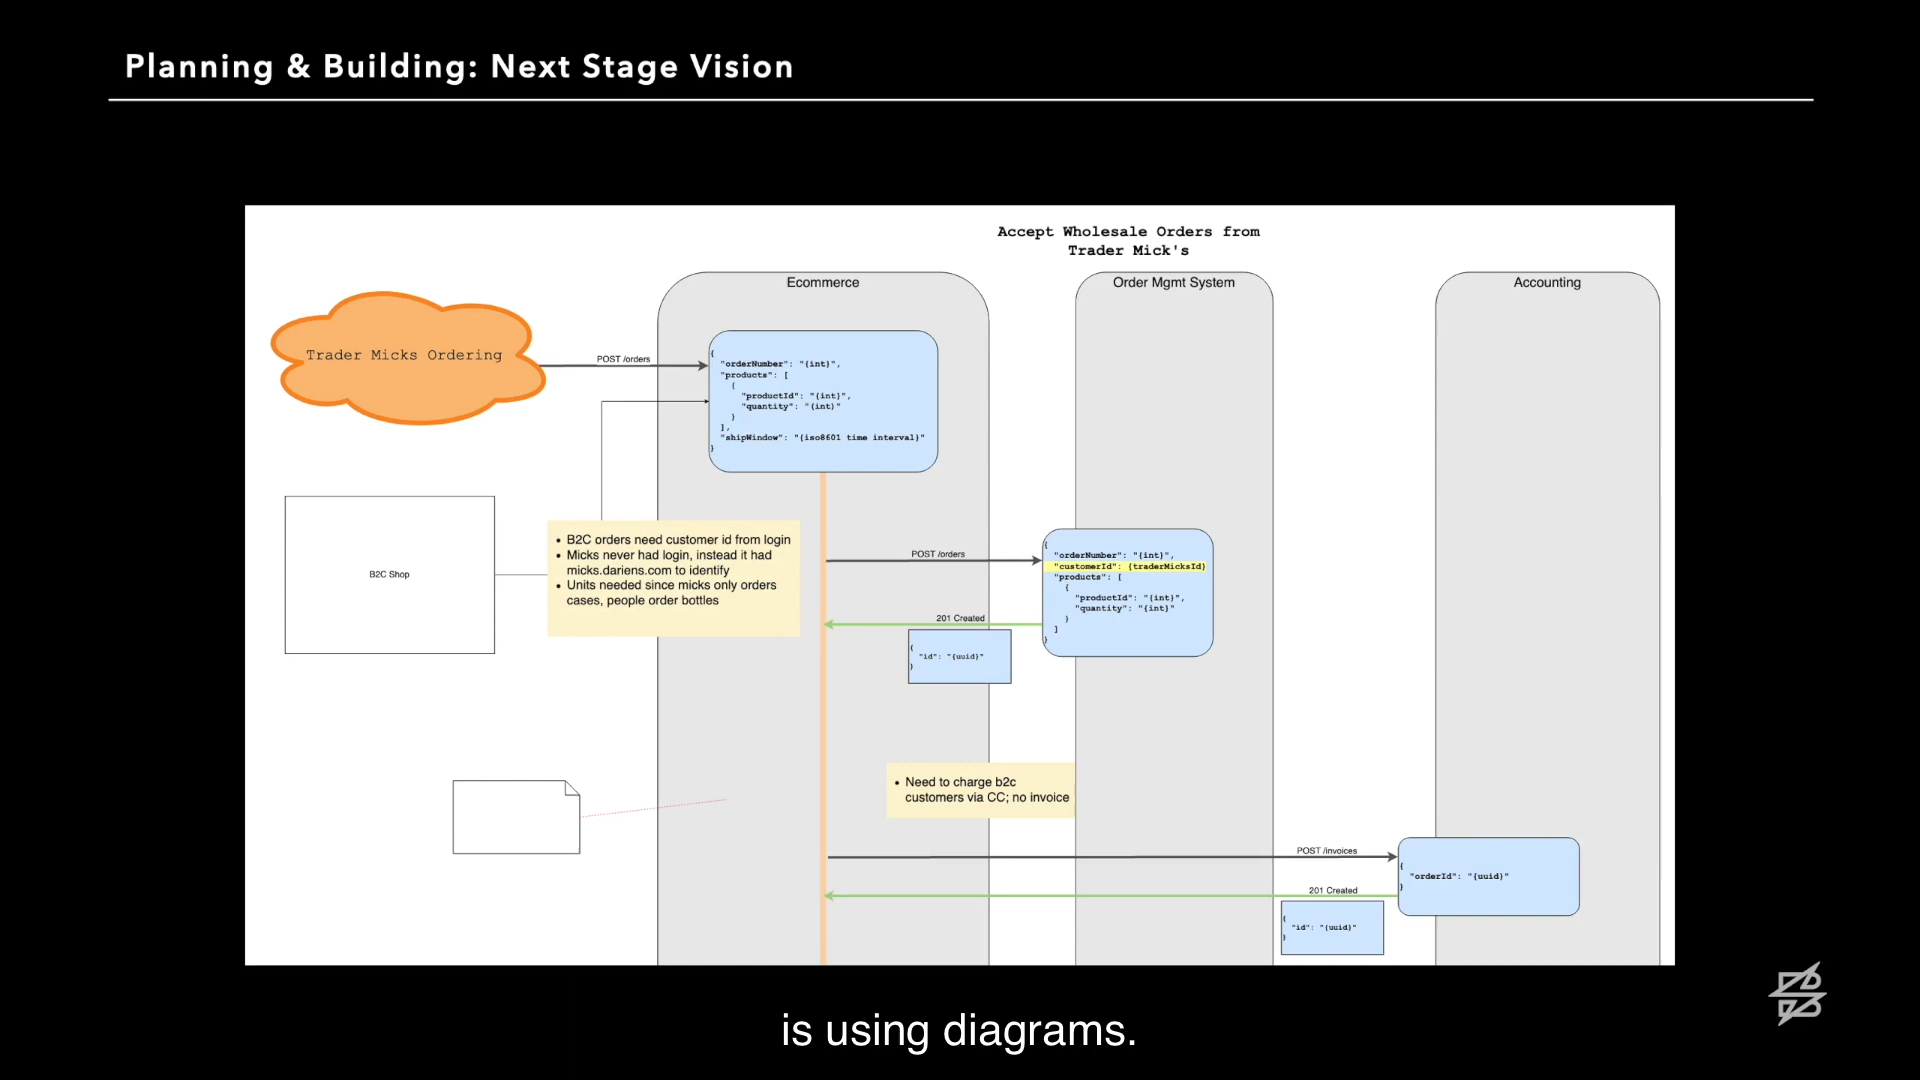 Planning & Building: Next Stage Vision
Accept Wholesale Orders from
Trader Mick's
Ecommerce
Order Mgmt System
Accounting
Trader Micks Ordering
POST /orders
{
"orderNumber": "{int}",
"products": [
{
"productId": "{int}",
"quantity": "{int}"
}
],
"shipWindow": "{iso8601 time interval}"
}
B2C Shop
• B2C orders need customer id from login
• Micks never had login, instead it had
micks.dariens.com to identify
• Units needed since micks only orders
cases, people order bottles
POST /orders
{
"orderNumber": "{int}",
"customerId": {traderMicksId}
"products": [
{
"productId": "{int}",
"quantity": "{int}"
}
]
}
201 Created
{
"id": "{uuid}"
}
• Need to charge b2c
customers via CC; no invoice
POST /invoices
{
"orderId": "{uuid}"
}
201 Created
{
"id": "{uuid}"
}
is using diagrams.